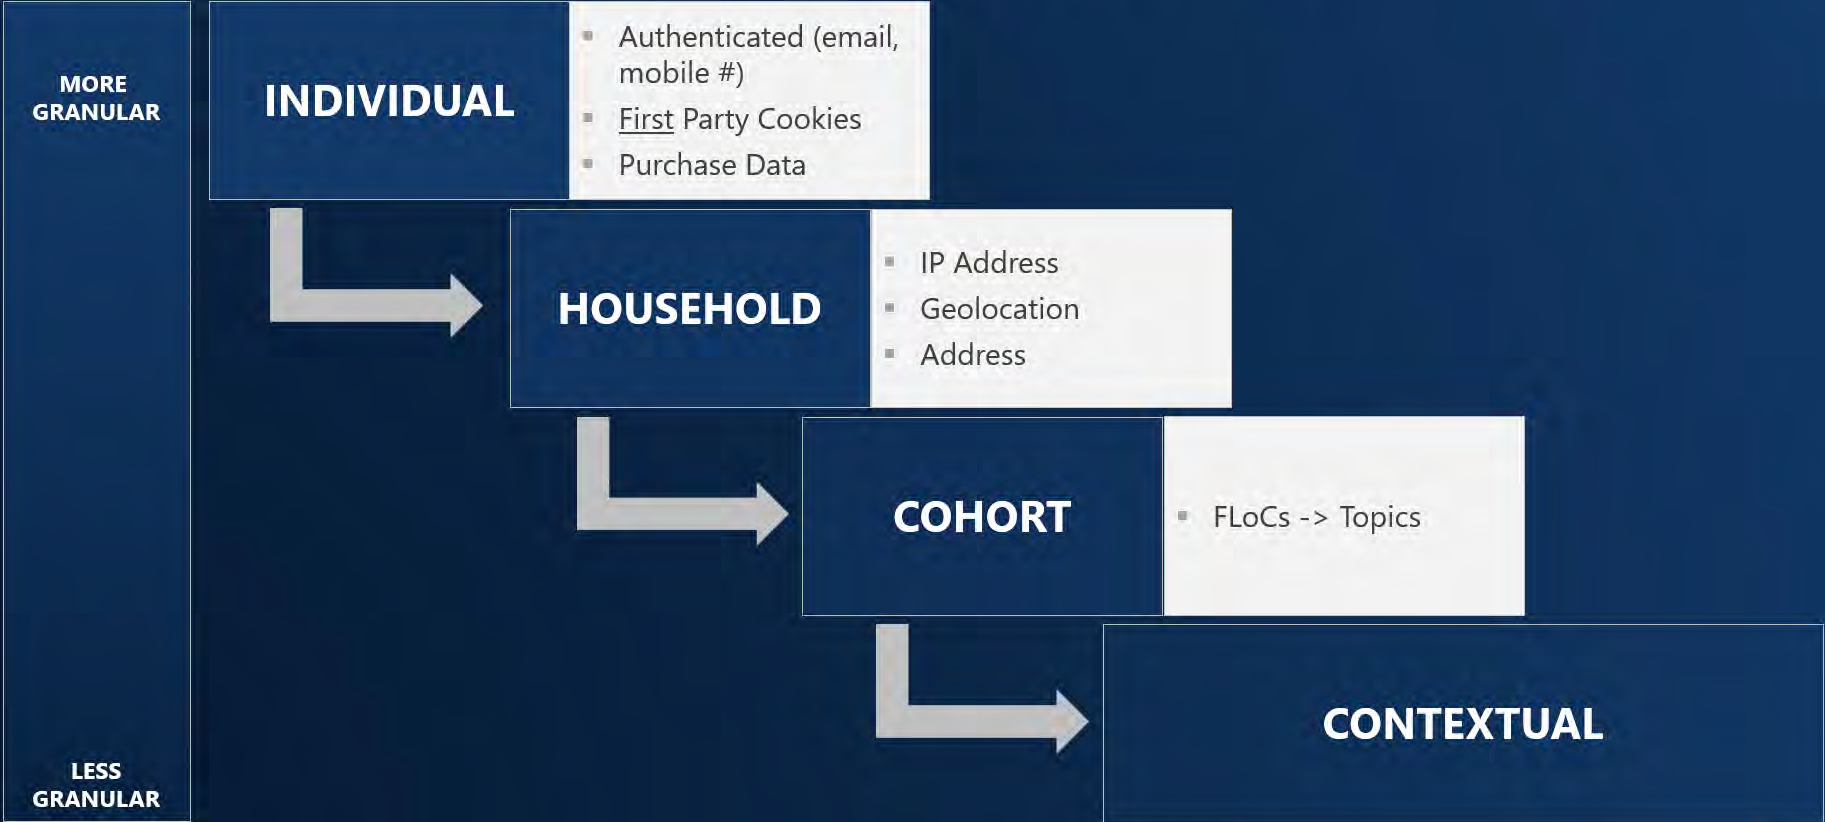 MORE
GRANULAR
INDIVIDUAL
Authenticated (email,
mobile #)
First Party Cookies
Purchase Data
HOUSEHOLD
IP Address
Geolocation
Address
COHORT
FLoCs -> Topics
CONTEXTUAL
LESS
GRANULAR